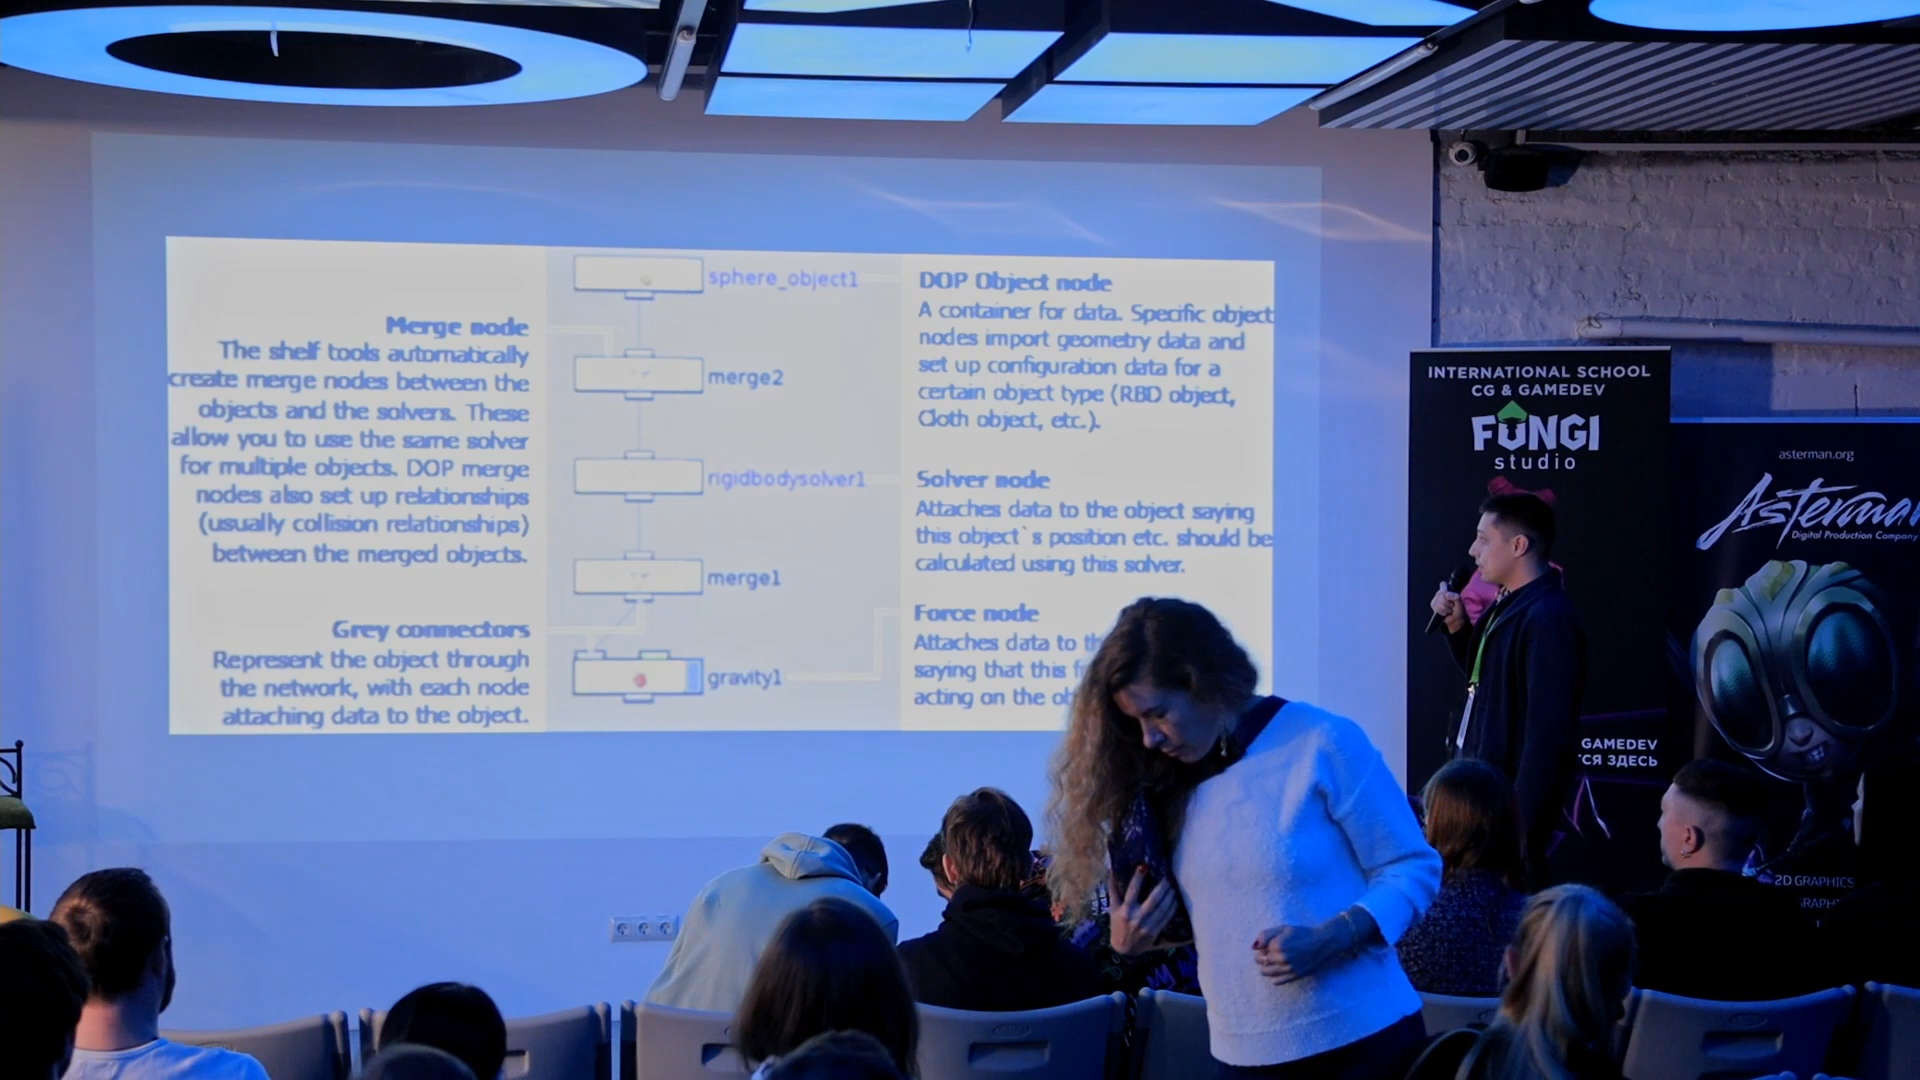 Merge node
The shelf tools automatically
create merge nodes between the
objects and the solvers. These
allow you to use the same solver
for multiple objects. DOP merge
nodes also set up relationships
(usually collision relationships)
between the merged objects.
Grey connectors
Represent the object through
the network, with each node
attaching data to the object.
sphere_object1
merge2
rigidbodysolver1
merge1
gravity1
DOP Object node
A container for data. Specific object
nodes import geometry data and
set up configuration data for a
certain object type (RBD object,
Cloth object, etc.).
Solver node
Attaches data to the object saying
this object`s position etc. should be
calculated using this solver.
Force node
Attaches data to
saying that this
acting on the
INTERNATIONAL SCHOOL
CG & GAMEDEV
FUNGI
studio
GAMEDEV
ЗДЕСЬ
asterman.org
Asterman
Digital Production Company
2D GRAPHICS